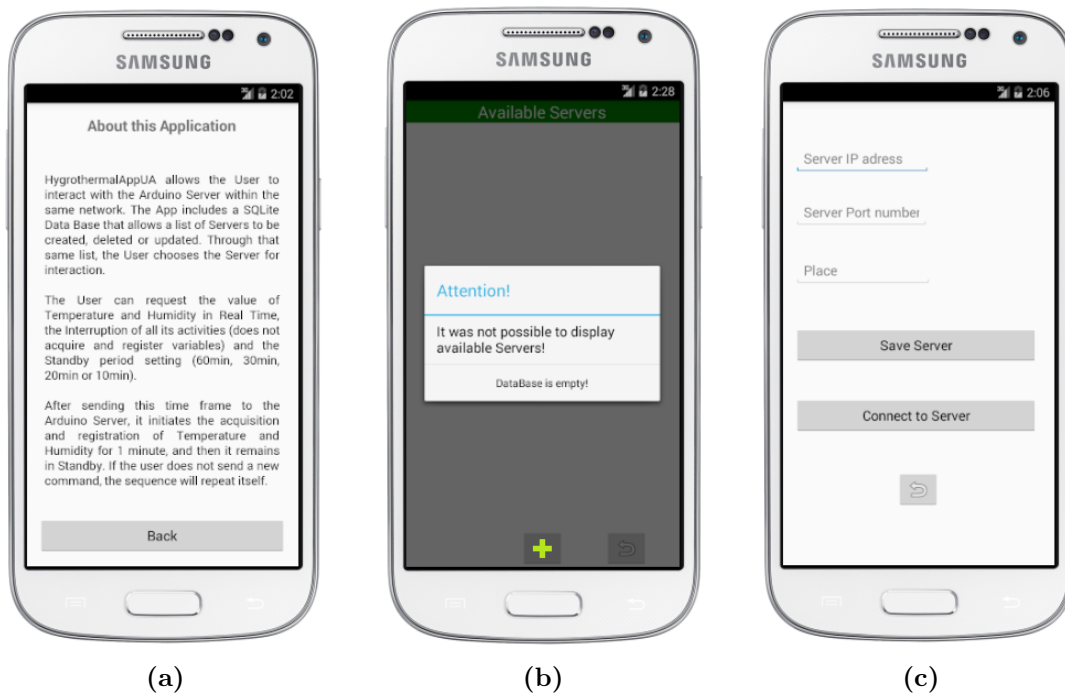 SAMSUNG
3G 2:02
About this Application
HygrothermalAppUA allows the User to
interact with the Arduino Server within the
same network. The App includes a SQLite
Data Base that allows a list of Servers to be
created, deleted or updated. Through that
same list, the User chooses the Server for
interaction.
The User can request the value of
Temperature and Humidity in Real Time,
the Interruption of all its activities (does not
acquire and register variables) and the
Standby period setting (60min, 30min,
20min or 10min).
After sending this time frame to the
Arduino Server, it initiates the acquisition
and registration of Temperature and
Humidity for 1 minute, and then it remains
in Standby. If the user does not send a new
command, the sequence will repeat itself.
Back
(a)
SAMSUNG
3G 2:28
Available Servers
Attention!
It was not possible to display
available Servers!
DataBase is empty!
(b)
SAMSUNG
3G 2:06
Server IP adress
Server Port number
Place
Save Server
Connect to Server
(c)